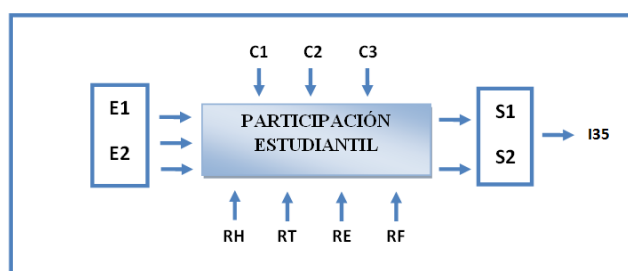 C1 C2 C3
E1
E2
PARTICIPACIÓN
ESTUDIANTIL
S1
S2
I35
RH RT RE RF